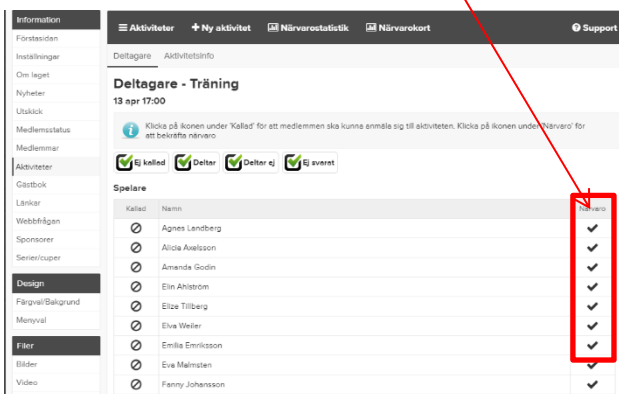 Information
Förstasidan
Inställningar
Om laget
Nyheter
Utskick
Medlemsstatus
Medlemmar
Aktiviteter
Gästbok
Länkar
Webbfrågan
Sponsorer
Serier/cuper
Design
Färgval/Bakgrund
Menyval
Filer
Bilder
Video
Aktiviteter + Ny aktivitet Närvarostatistik Närvarokort Support
Deltagare Aktivitetsinfo
Deltagare - Träning
13 apr 17:00
Klicka på ikonen under 'Kallad' för att medlemmen ska kunna anmäla sig till aktiviteten. Klicka på ikonen under 'Närvaro' för
att bekräfta närvaro
Ej kallad Deltar Deltar ej Ej svarat
Spelare
Kallad Namn Närvaro
Agnes Landberg
Alicia Axelsson
Amanda Godin
Elin Ahlström
Elize Tillberg
Elva Weiler
Emilia Emriksson
Eva Malmsten
Fanny Johansson